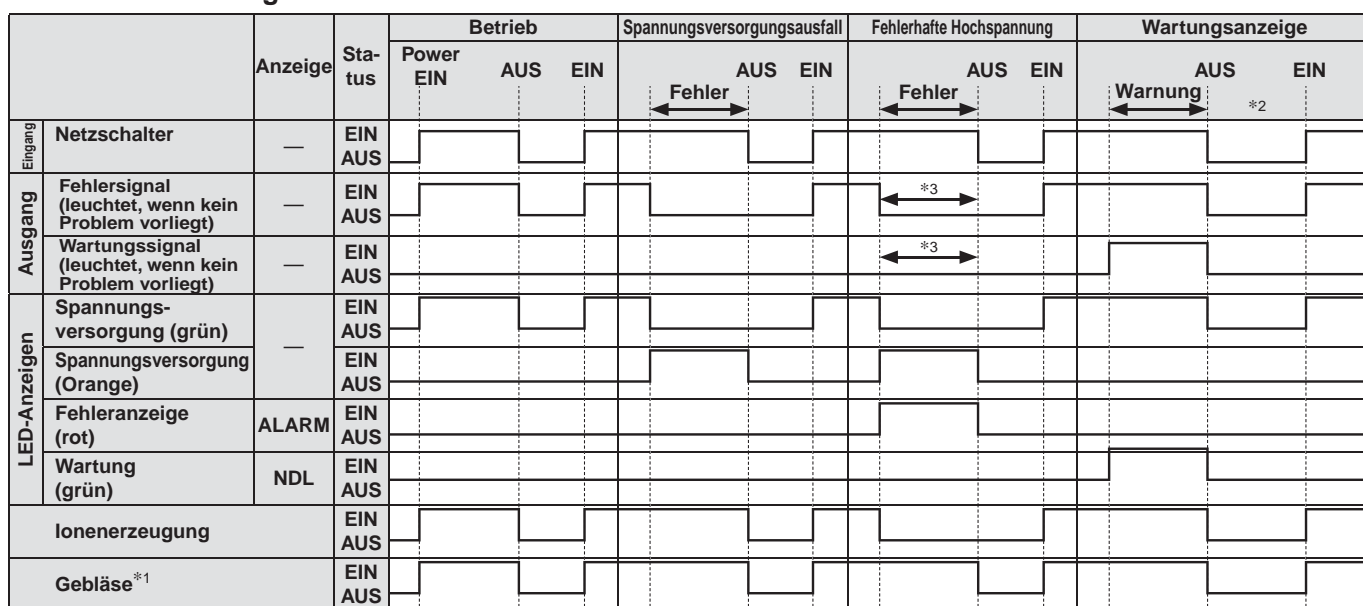 Betrieb Spannungsversorgungsausfall Fehlerhafte Hochspannung Wartungsanzeige
Anzeige Sta-
tus Power
EIN AUS EIN Fehler AUS EIN Fehler AUS EIN Warnung AUS *2 EIN
Eingang
Netzschalter — EIN
AUS
Ausgang
Fehlersignal
(leuchtet, wenn kein
Problem vorliegt) — EIN
AUS *3
Wartungssignal
(leuchtet, wenn kein
Problem vorliegt) — EIN
AUS *3
LED-Anzeigen
Spannungs-
versorgung (grün) — EIN
AUS
Spannungsversorgung
(Orange) EIN
AUS
Fehleranzeige
(rot) ALARM EIN
AUS
Wartung
(grün) NDL EIN
AUS
Ionenerzeugung EIN
AUS
Gebläse*1 EIN
AUS